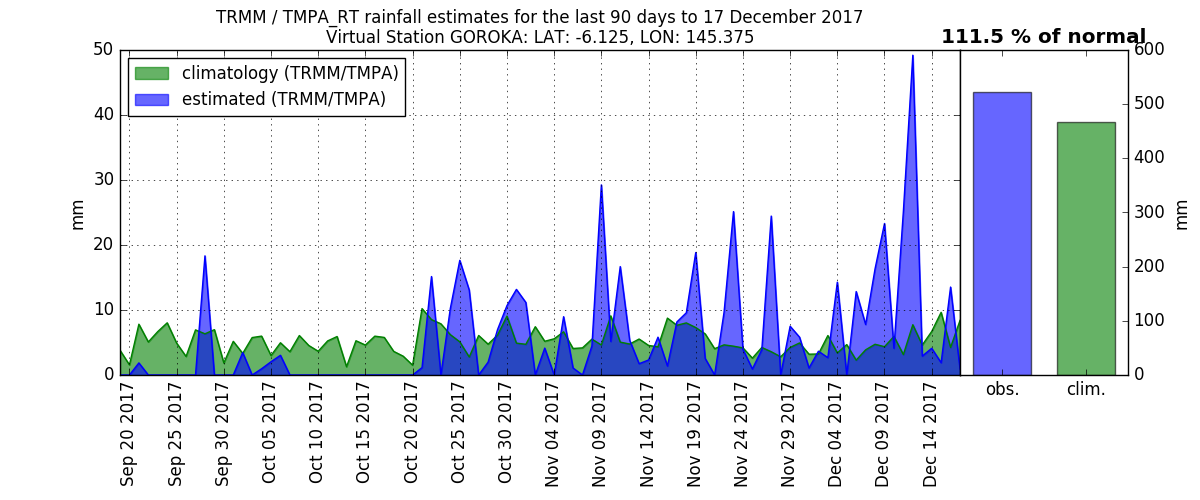 TRMM / TMPA_RT rainfall estimates for the last 90 days to 17 December 2017
Virtual Station GOROKA: LAT: -6.125, LON: 145.375
111.5 % of normal
climatology (TRMM/TMPA)
estimated (TRMM/TMPA)
mm
50
40
30
20
10
0
Sep 20 2017
Sep 25 2017
Sep 30 2017
Oct 05 2017
Oct 10 2017
Oct 15 2017
Oct 20 2017
Oct 25 2017
Oct 30 2017
Nov 04 2017
Nov 09 2017
Nov 14 2017
Nov 19 2017
Nov 24 2017
Nov 29 2017
Dec 04 2017
Dec 09 2017
Dec 14 2017
obs.
clim.
600
500
400
300
200
100
0
mm